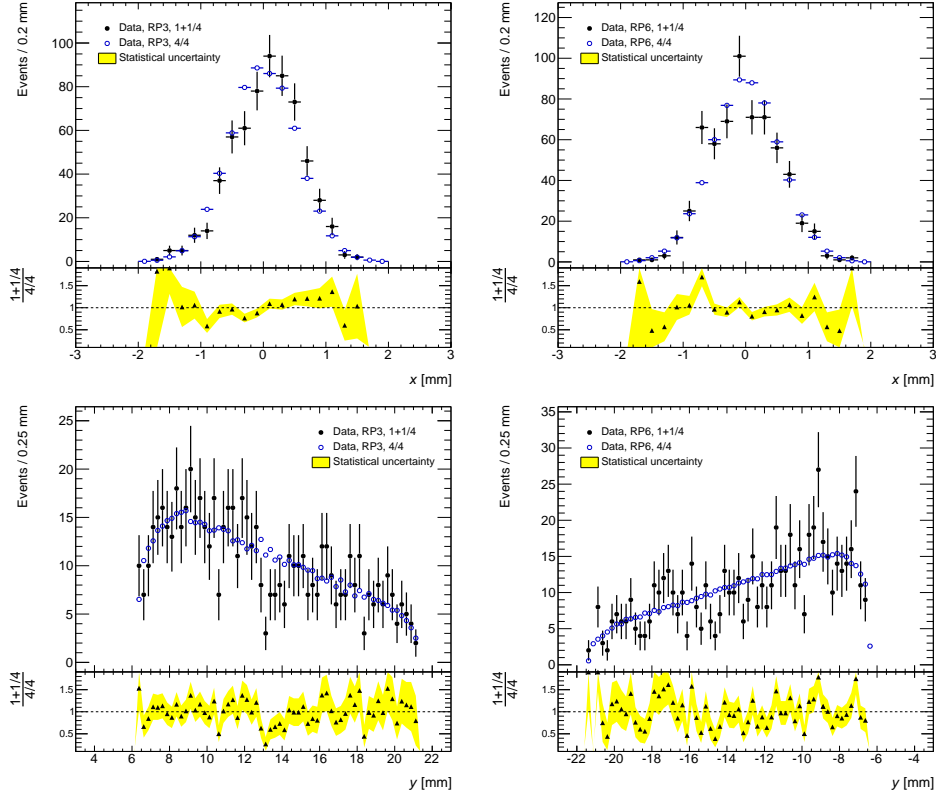 Events / 0.2 mm
100
80
60
40
20
0
Data, RP3, 1+1/4
Data, RP3, 4/4
Statistical uncertainty
1+1/4
4/4
1.5
1
0.5
-3 -2 -1 0 1 2 3
x [mm]
Events / 0.2 mm
120
100
80
60
40
20
0
Data, RP6, 1+1/4
Data, RP6, 4/4
Statistical uncertainty
1+1/4
4/4
1.5
1
0.5
-3 -2 -1 0 1 2 3
x [mm]
Events / 0.25 mm
25
20
15
10
5
0
Data, RP3, 1+1/4
Data, RP3, 4/4
Statistical uncertainty
1+1/4
4/4
1.5
1
0.5
4 6 8 10 12 14 16 18 20 22 24
y [mm]
Events / 0.25 mm
35
30
25
20
15
10
5
0
Data, RP6, 1+1/4
Data, RP6, 4/4
Statistical uncertainty
1+1/4
4/4
1.5
1
0.5
-22 -20 -18 -16 -14 -12 -10 -8 -6 -4
y [mm]